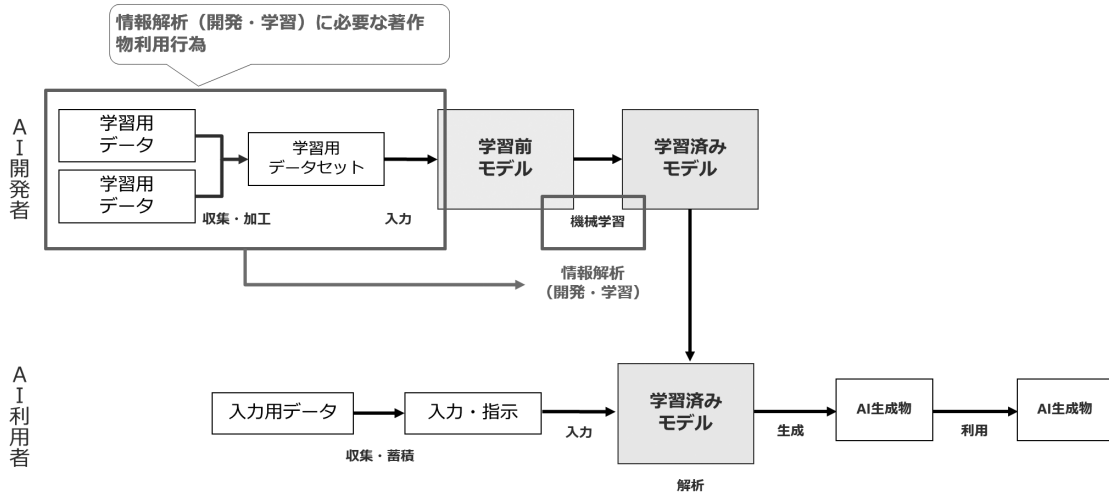 情報解析（開発・学習）に必要な著作
物利用行為
AI開発者
学習用
データ
学習用
データ
収集・加工
学習用
データセット
入力
学習前
モデル
機械学習
学習済み
モデル
情報解析
（開発・学習）
AI利用者
入力用データ
収集・蓄積
入力・指示
入力
学習済み
モデル
解析
生成
AI生成物
利用
AI生成物